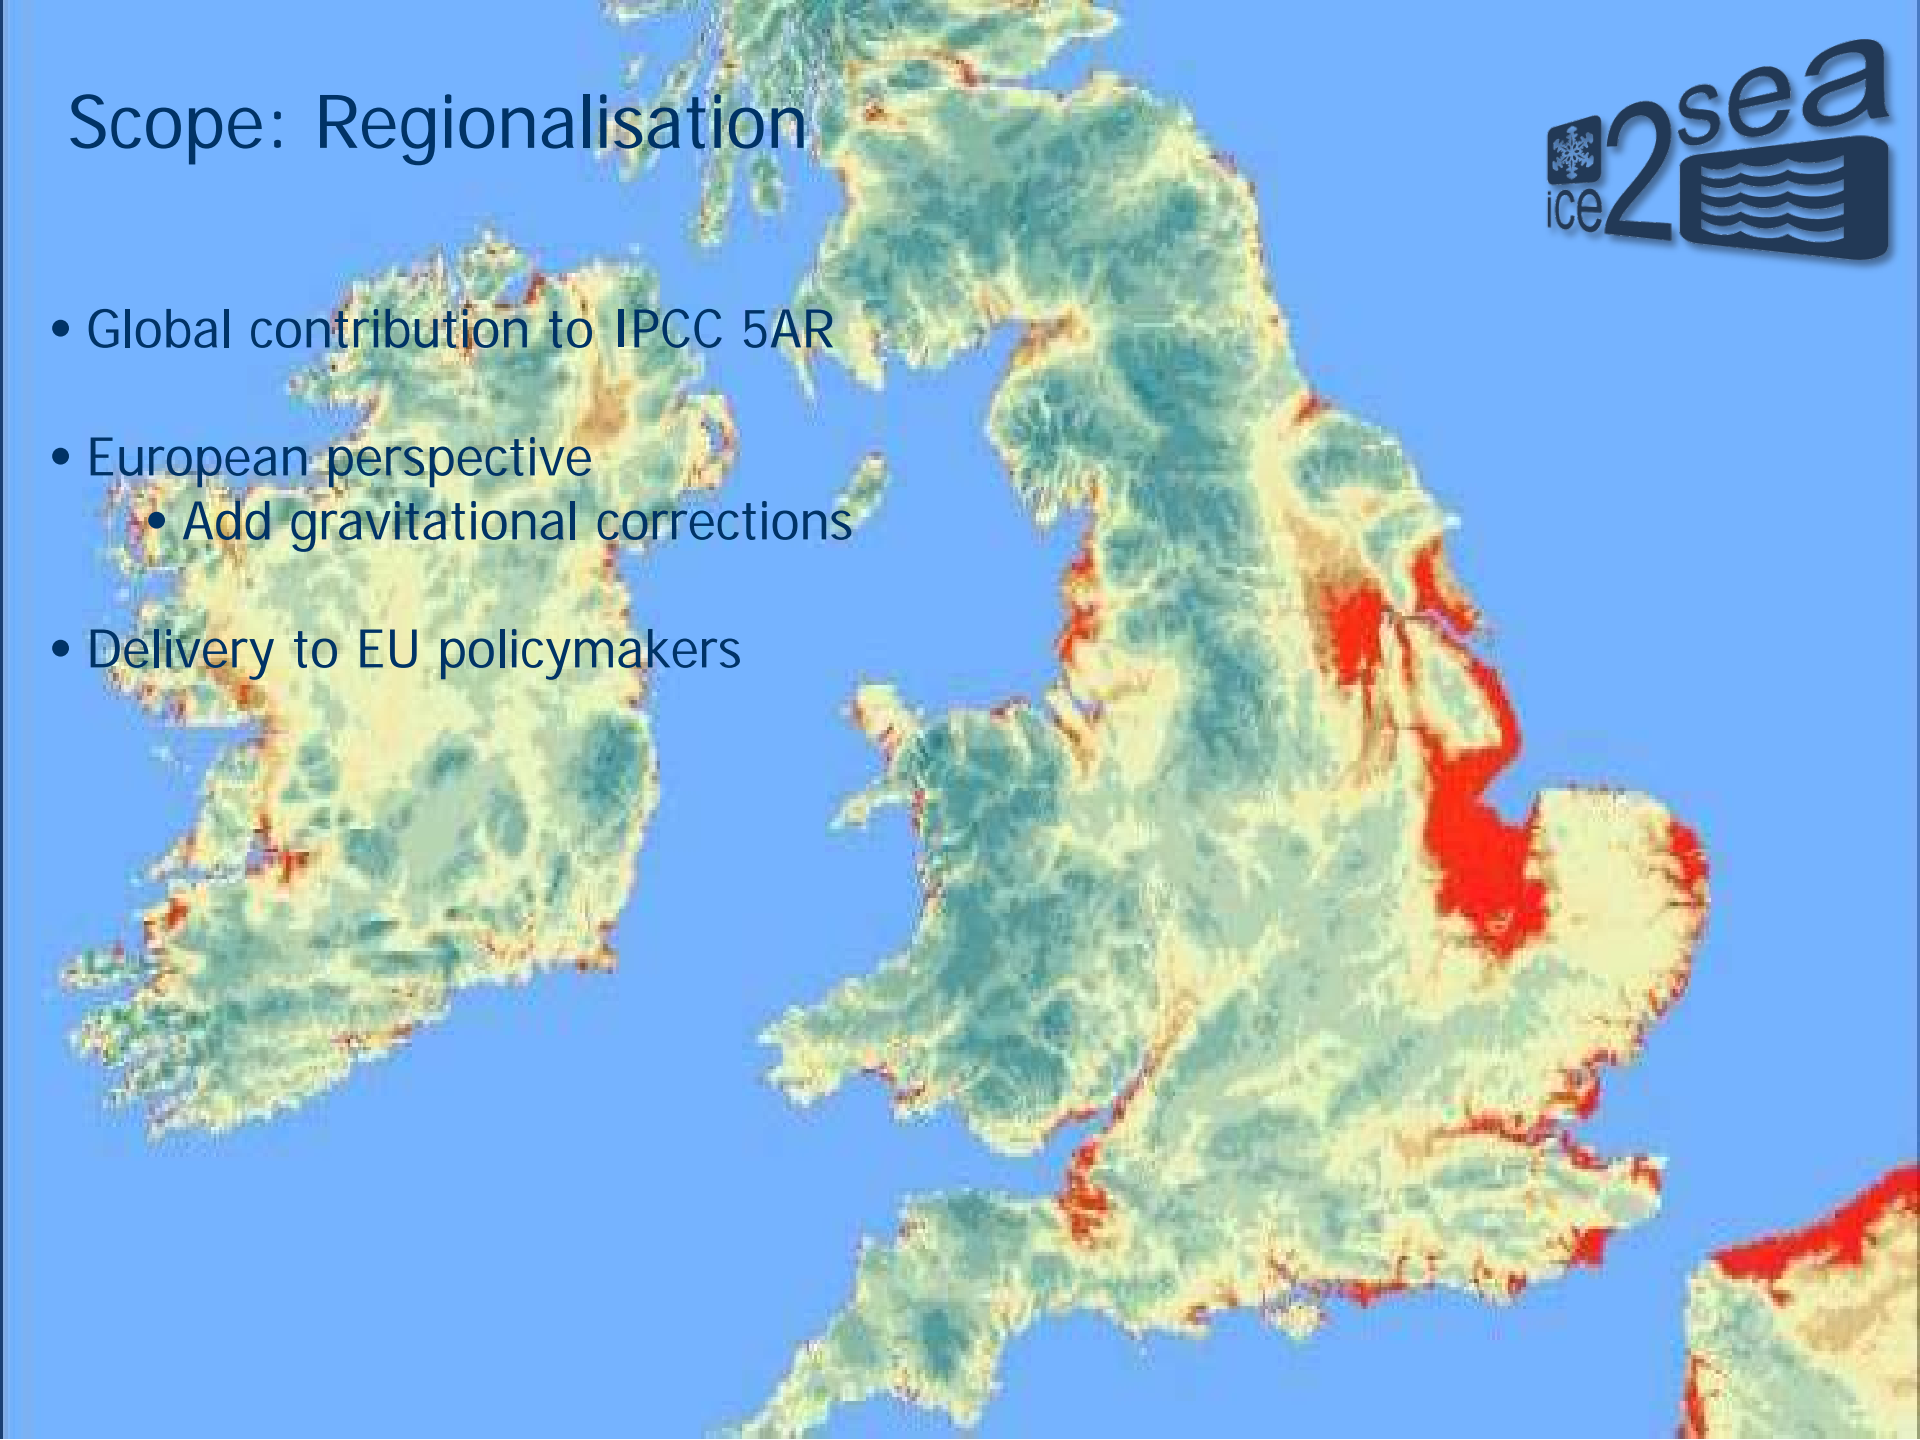 Scope: Regionalisation
ice2sea
• Global contribution to IPCC 5AR
• European perspective
• Add gravitational corrections
• Delivery to EU policymakers